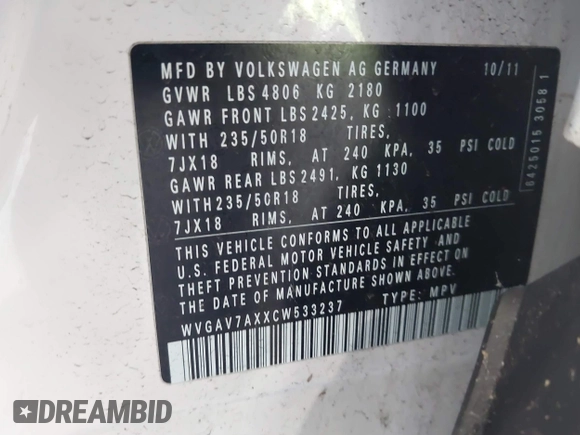 MFD BY VOLKSWAGEN AG GERMANY 10/11
GVWR LBS 4806 KG 2180
GAWR FRONT LBS 2425, KG 1100
WITH 235/50R18 TIRES,
7JX18 RIMS, AT 240 KPA, 35 PSI COLD
GAWR REAR LBS 2491, KG 1130
WITH 235/50R18 TIRES,
7JX18 RIMS, AT 240 KPA, 35 PSI COLD
THIS VEHICLE CONFORMS TO ALL APPLICABLE
U.S. FEDERAL MOTOR VEHICLE SAFETY AND
THEFT PREVENTION STANDARDS IN EFFECT ON
THE DATE OF MANUFACTURE SHOWN ABOVE.
WVGAV7AXXCW533237 TYPE: MPV
6425015 3058 1
DREAMBID